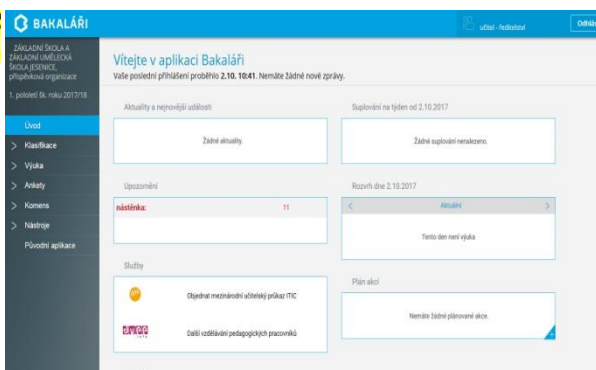 BAKALÁŘI
učitel - ředitelství
Odhlás
ZÁKLADNÍ ŠKOLA A
ZÁKLADNÍ UMĚLECKÁ
ŠKOLA JESENICE,
příspěvková organizace
1. pololetí šk. roku 2017/18
Úvod
Klasifikace
Výuka
Ankety
Komens
Nástroje
Původní aplikace
Vítejte v aplikaci Bakaláři
Vaše poslední přihlášení proběhlo 2.10. 10:41. Nemáte žádné nové zprávy.
Aktuality a nejnovější události
Žádné aktuality.
Upozornění
nástěnka: 11
Služby
Objednat mezinárodní učitelský průkaz ITIC
Další vzdělávání pedagogických pracovníků
Suplování na týden od 2.10.2017
Žádné suplování nenalezeno.
Rozvrh dne 2.10.2017
Aktuální
Tento den není výuka
Plán akcí
Nemáte žádné plánované akce.